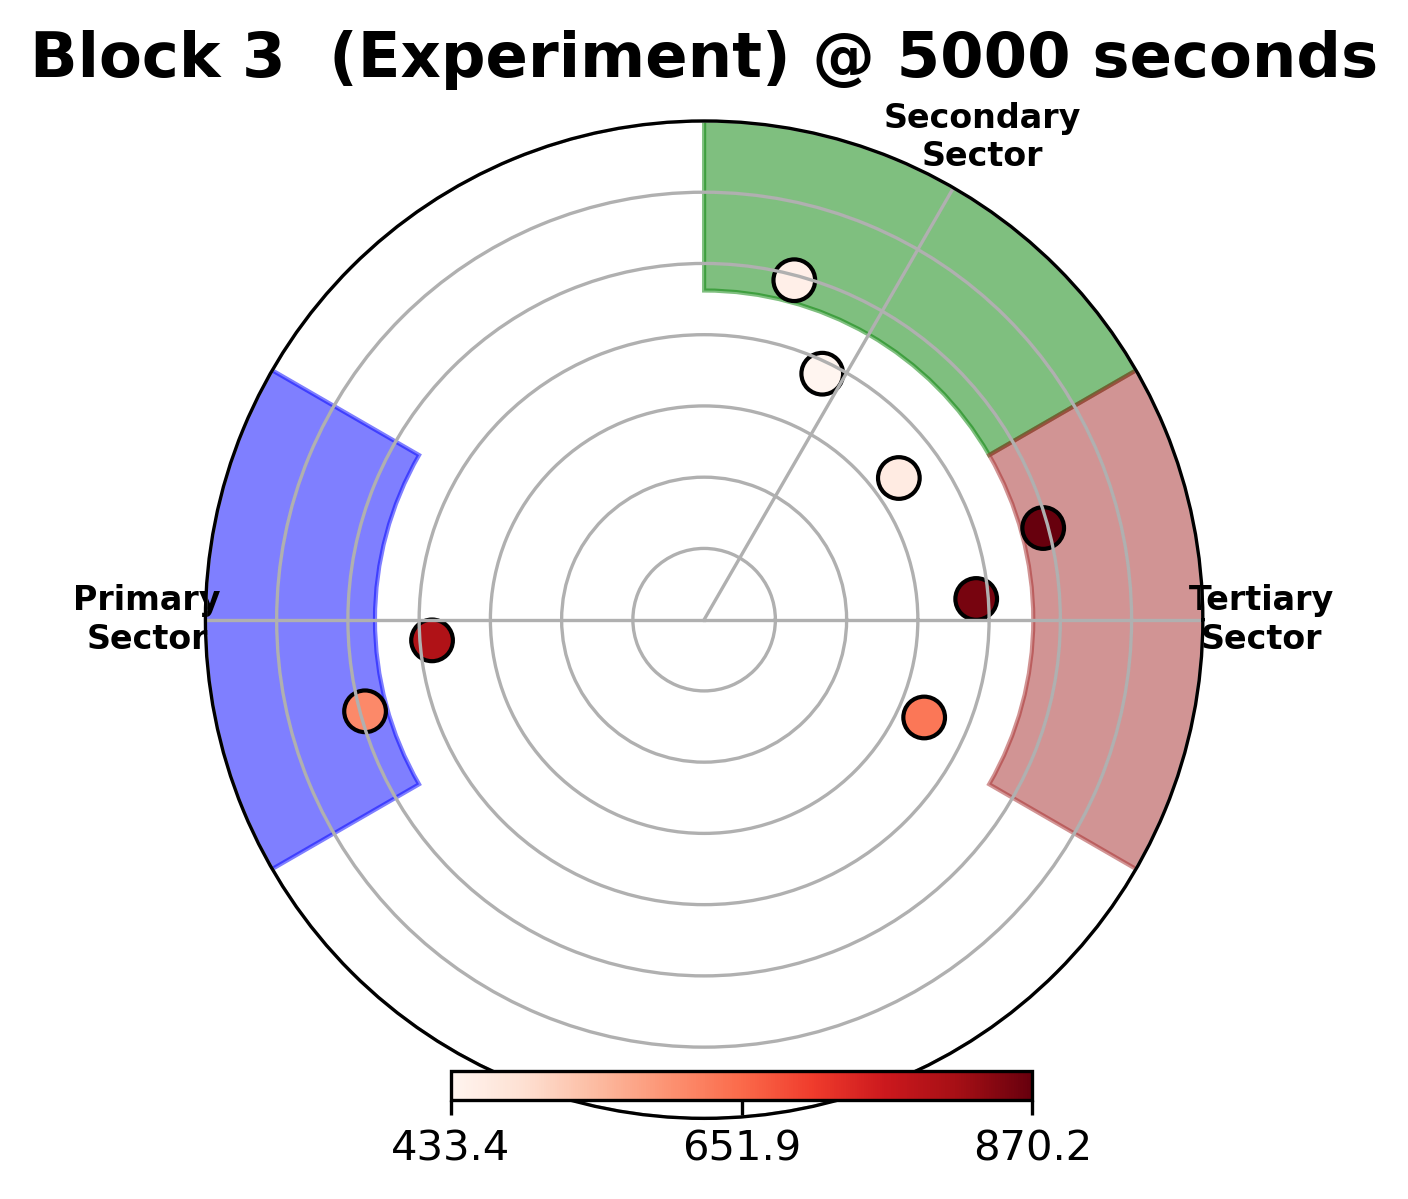 Block 3  (Experiment) @ 5000 seconds
Secondary
Sector
Primary
Sector
Tertiary
Sector
433.4
651.9
870.2